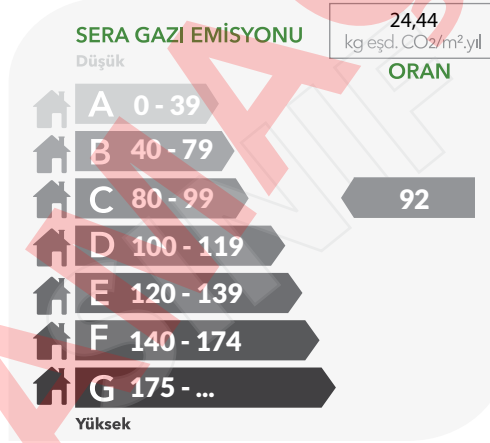 24,44
SERA GAZI EMİSYONU
kg eşd. CO2/m².yıl
Düşük
ORAN
A 0 - 39
B 40 - 79
C 80 - 99
92
D 100 - 119
E 120 - 139
F 140 - 174
G 175 - ...
Yüksek